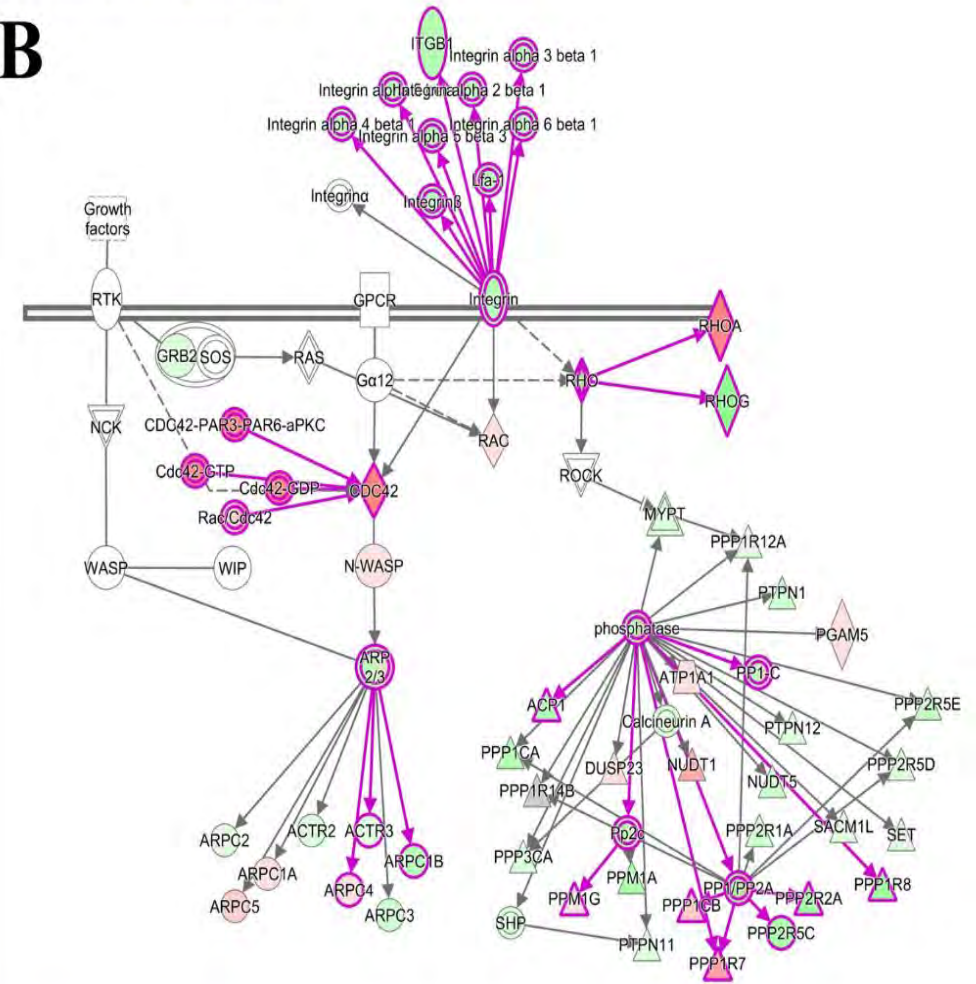 B
ITGB1
Integrin alpha 3 beta 1
Integrin alpha 2 beta 1
Integrin alpha 4 beta 1
Integrin alpha 5 beta 3
Integrin alpha 6 beta 1
Lfa-1
Integrinα
Integrinβ
Growth
factors
RTK
GPCR
Integrin
RHOA
GRB2
SOS
RAS
Gα12
RHO
RHOG
NCK
CDC42-PAR3-PAR6-aPKC
RAC
Cdc42-GTP
Cdc42-GDP
CDC42
ROCK
Rac/Cdc42
MYPT
PPP1R12A
WASP
WIP
N-WASP
PTPN1
phosphatase
PGAM5
ARP
2/3
ATP1A1
PP1-C
ACP1
Calcineurin A
PTPN12
PPP2R5E
PPP1CA
DUSP23
NUDT1
NUDT5
PPP2R5D
PPP1R14B
ARPC2
ACTR2
ACTR3
Pp2c
PPP2R1A
SACM1L
SET
ARPC1A
ARPC1B
PPP3CA
PPM1A
PP1/PP2A
PPP1R8
ARPC4
ARPC5
ARPC3
PPM1G
PPP1CB
PPP2R2A
SHP
PTPN11
PPP2R5C
PPP1R7